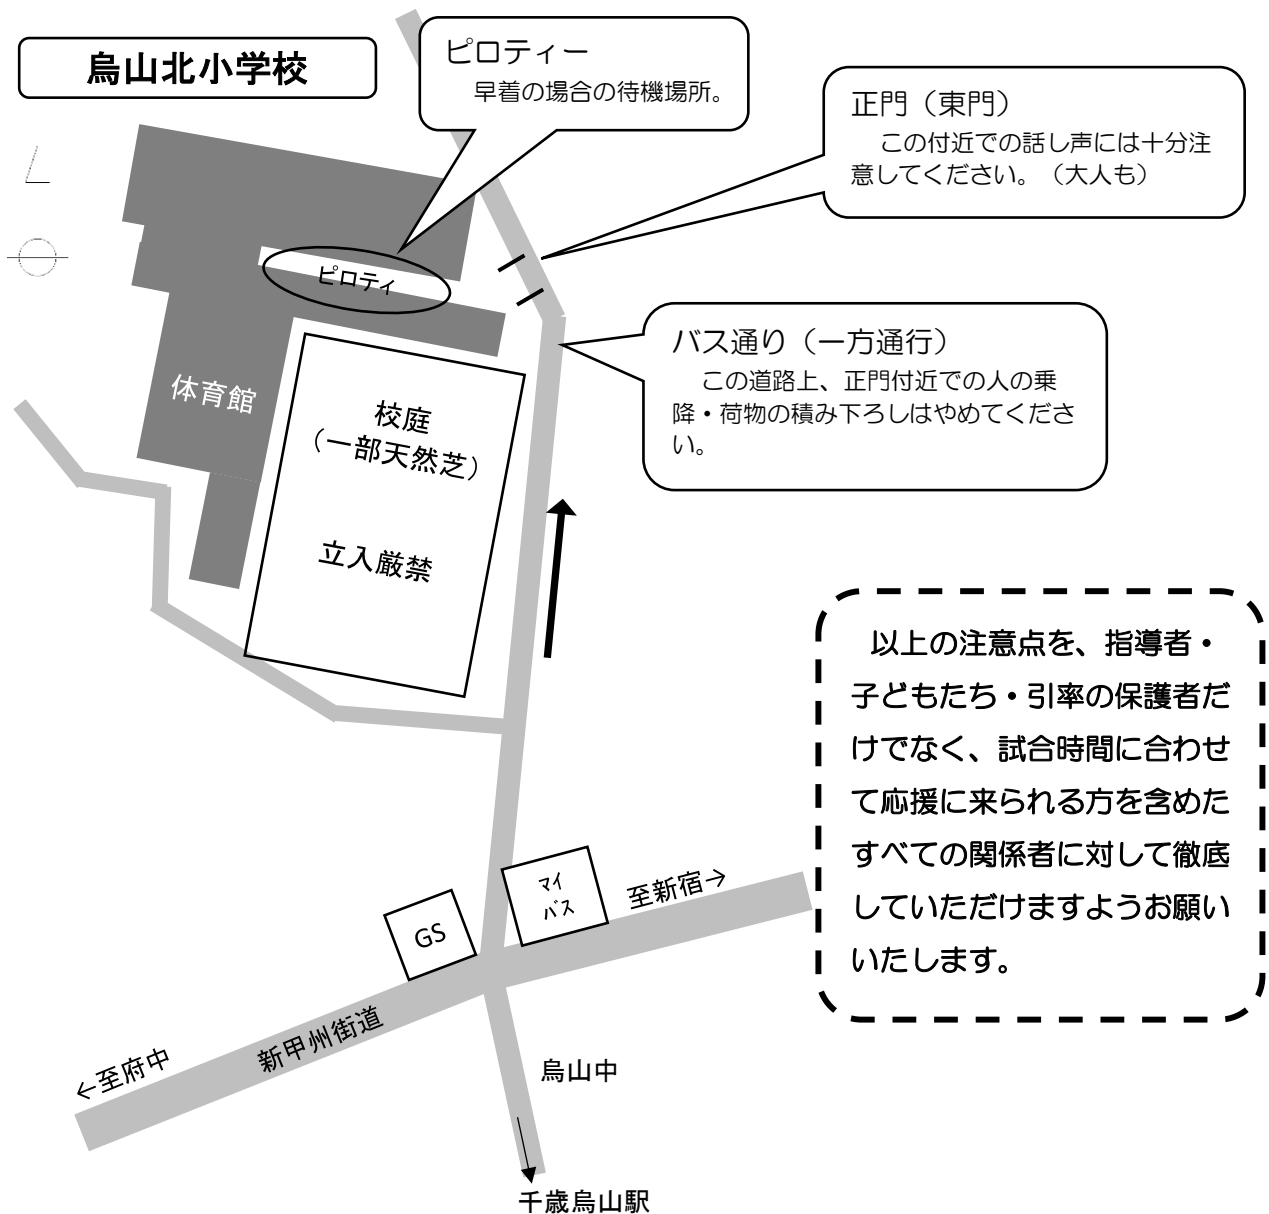 烏山北小学校
ピロティー
早着の場合の待機場所。
正門（東門）
この付近での話し声には十分注
意してください。（大人も）
ピロティ
バス通り（一方通行）
この道路上、正門付近での人の乗
降・荷物の積み下ろしはやめてくださ
い。
体育館
校庭
（一部天然芝）
立入厳禁
以上の注意点を、指導者・
子どもたち・引率の保護者だ
けでなく、試合時間に合わせ
て応援に来られる方を含めた
すべての関係者に対して徹底
していただけますようお願い
いたします。
マイ
バス
至新宿→
GS
新甲州街道
←至府中
烏山中
千歳烏山駅